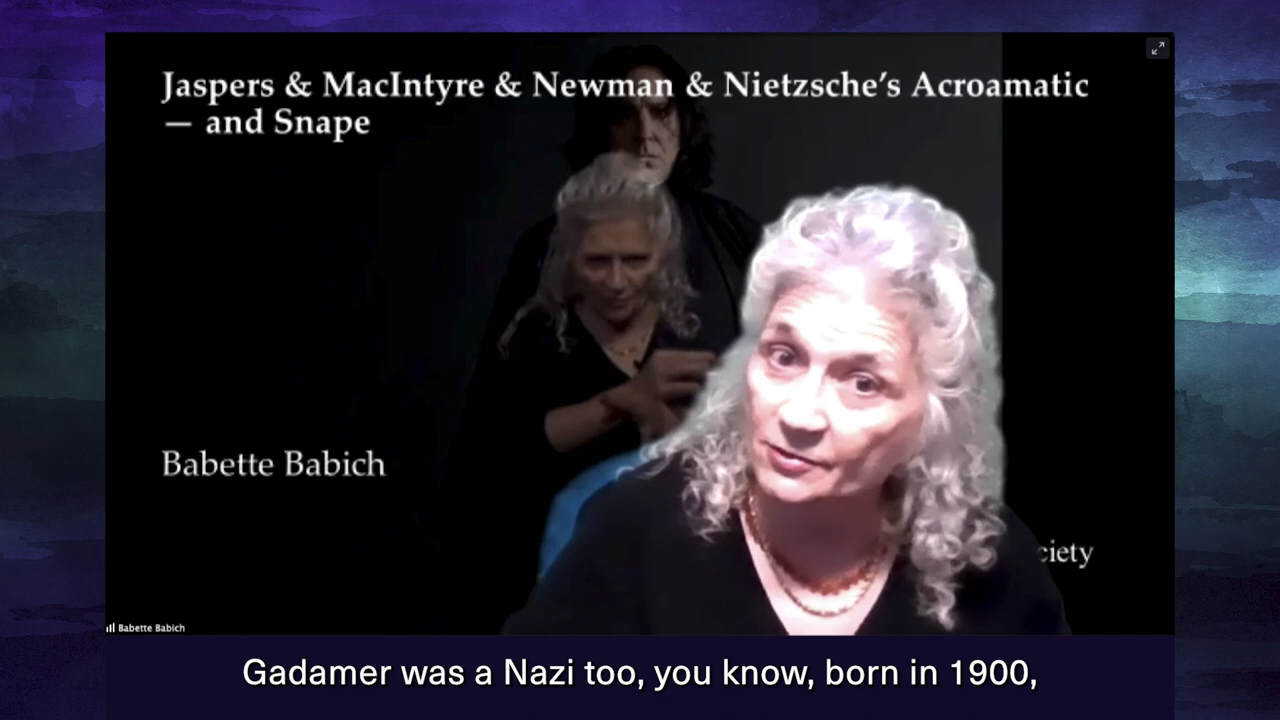 Jaspers & MacIntyre & Newman & Nietzsche’s Acroamatic
— and Snape
Babette Babich
ciety
Babette Babich
Gadamer was a Nazi too, you know, born in 1900,